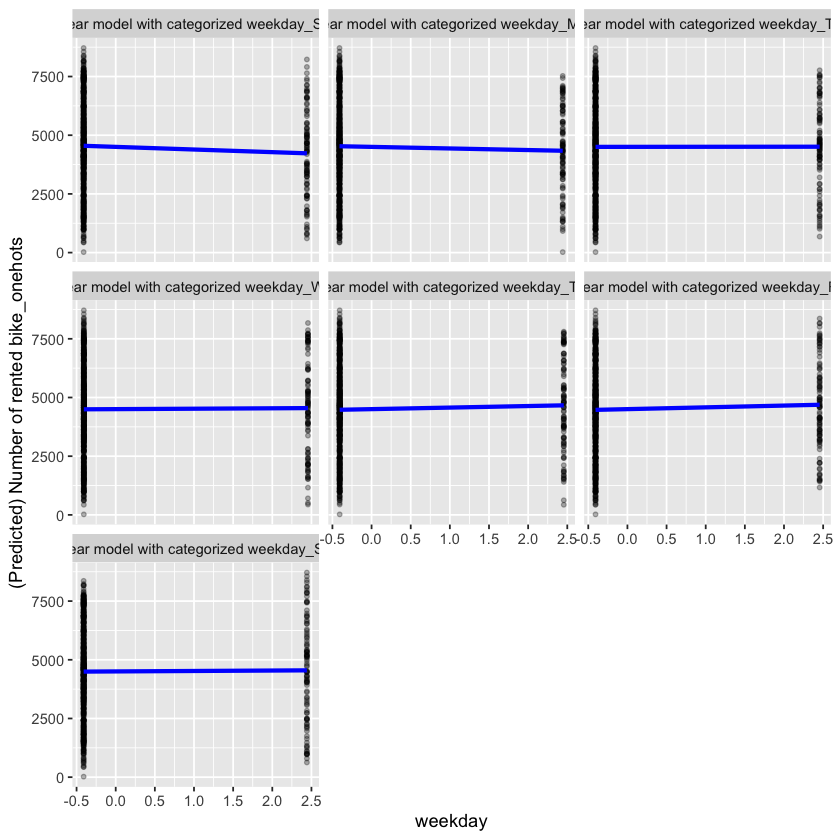 ear model with categorized weekday_S
ear model with categorized weekday_M
ear model with categorized weekday_T
7500
5000
2500
0
ear model with categorized weekday_W
ear model with categorized weekday_T
ear model with categorized weekday_F
7500
5000
2500
0
-0.5 0.0 0.5 1.0 1.5 2.0 2.5
-0.5 0.0 0.5 1.0 1.5 2.0 2.5
ear model with categorized weekday_S
7500
5000
2500
0
-0.5 0.0 0.5 1.0 1.5 2.0 2.5
weekday
(Predicted) Number of rented bike_onehots